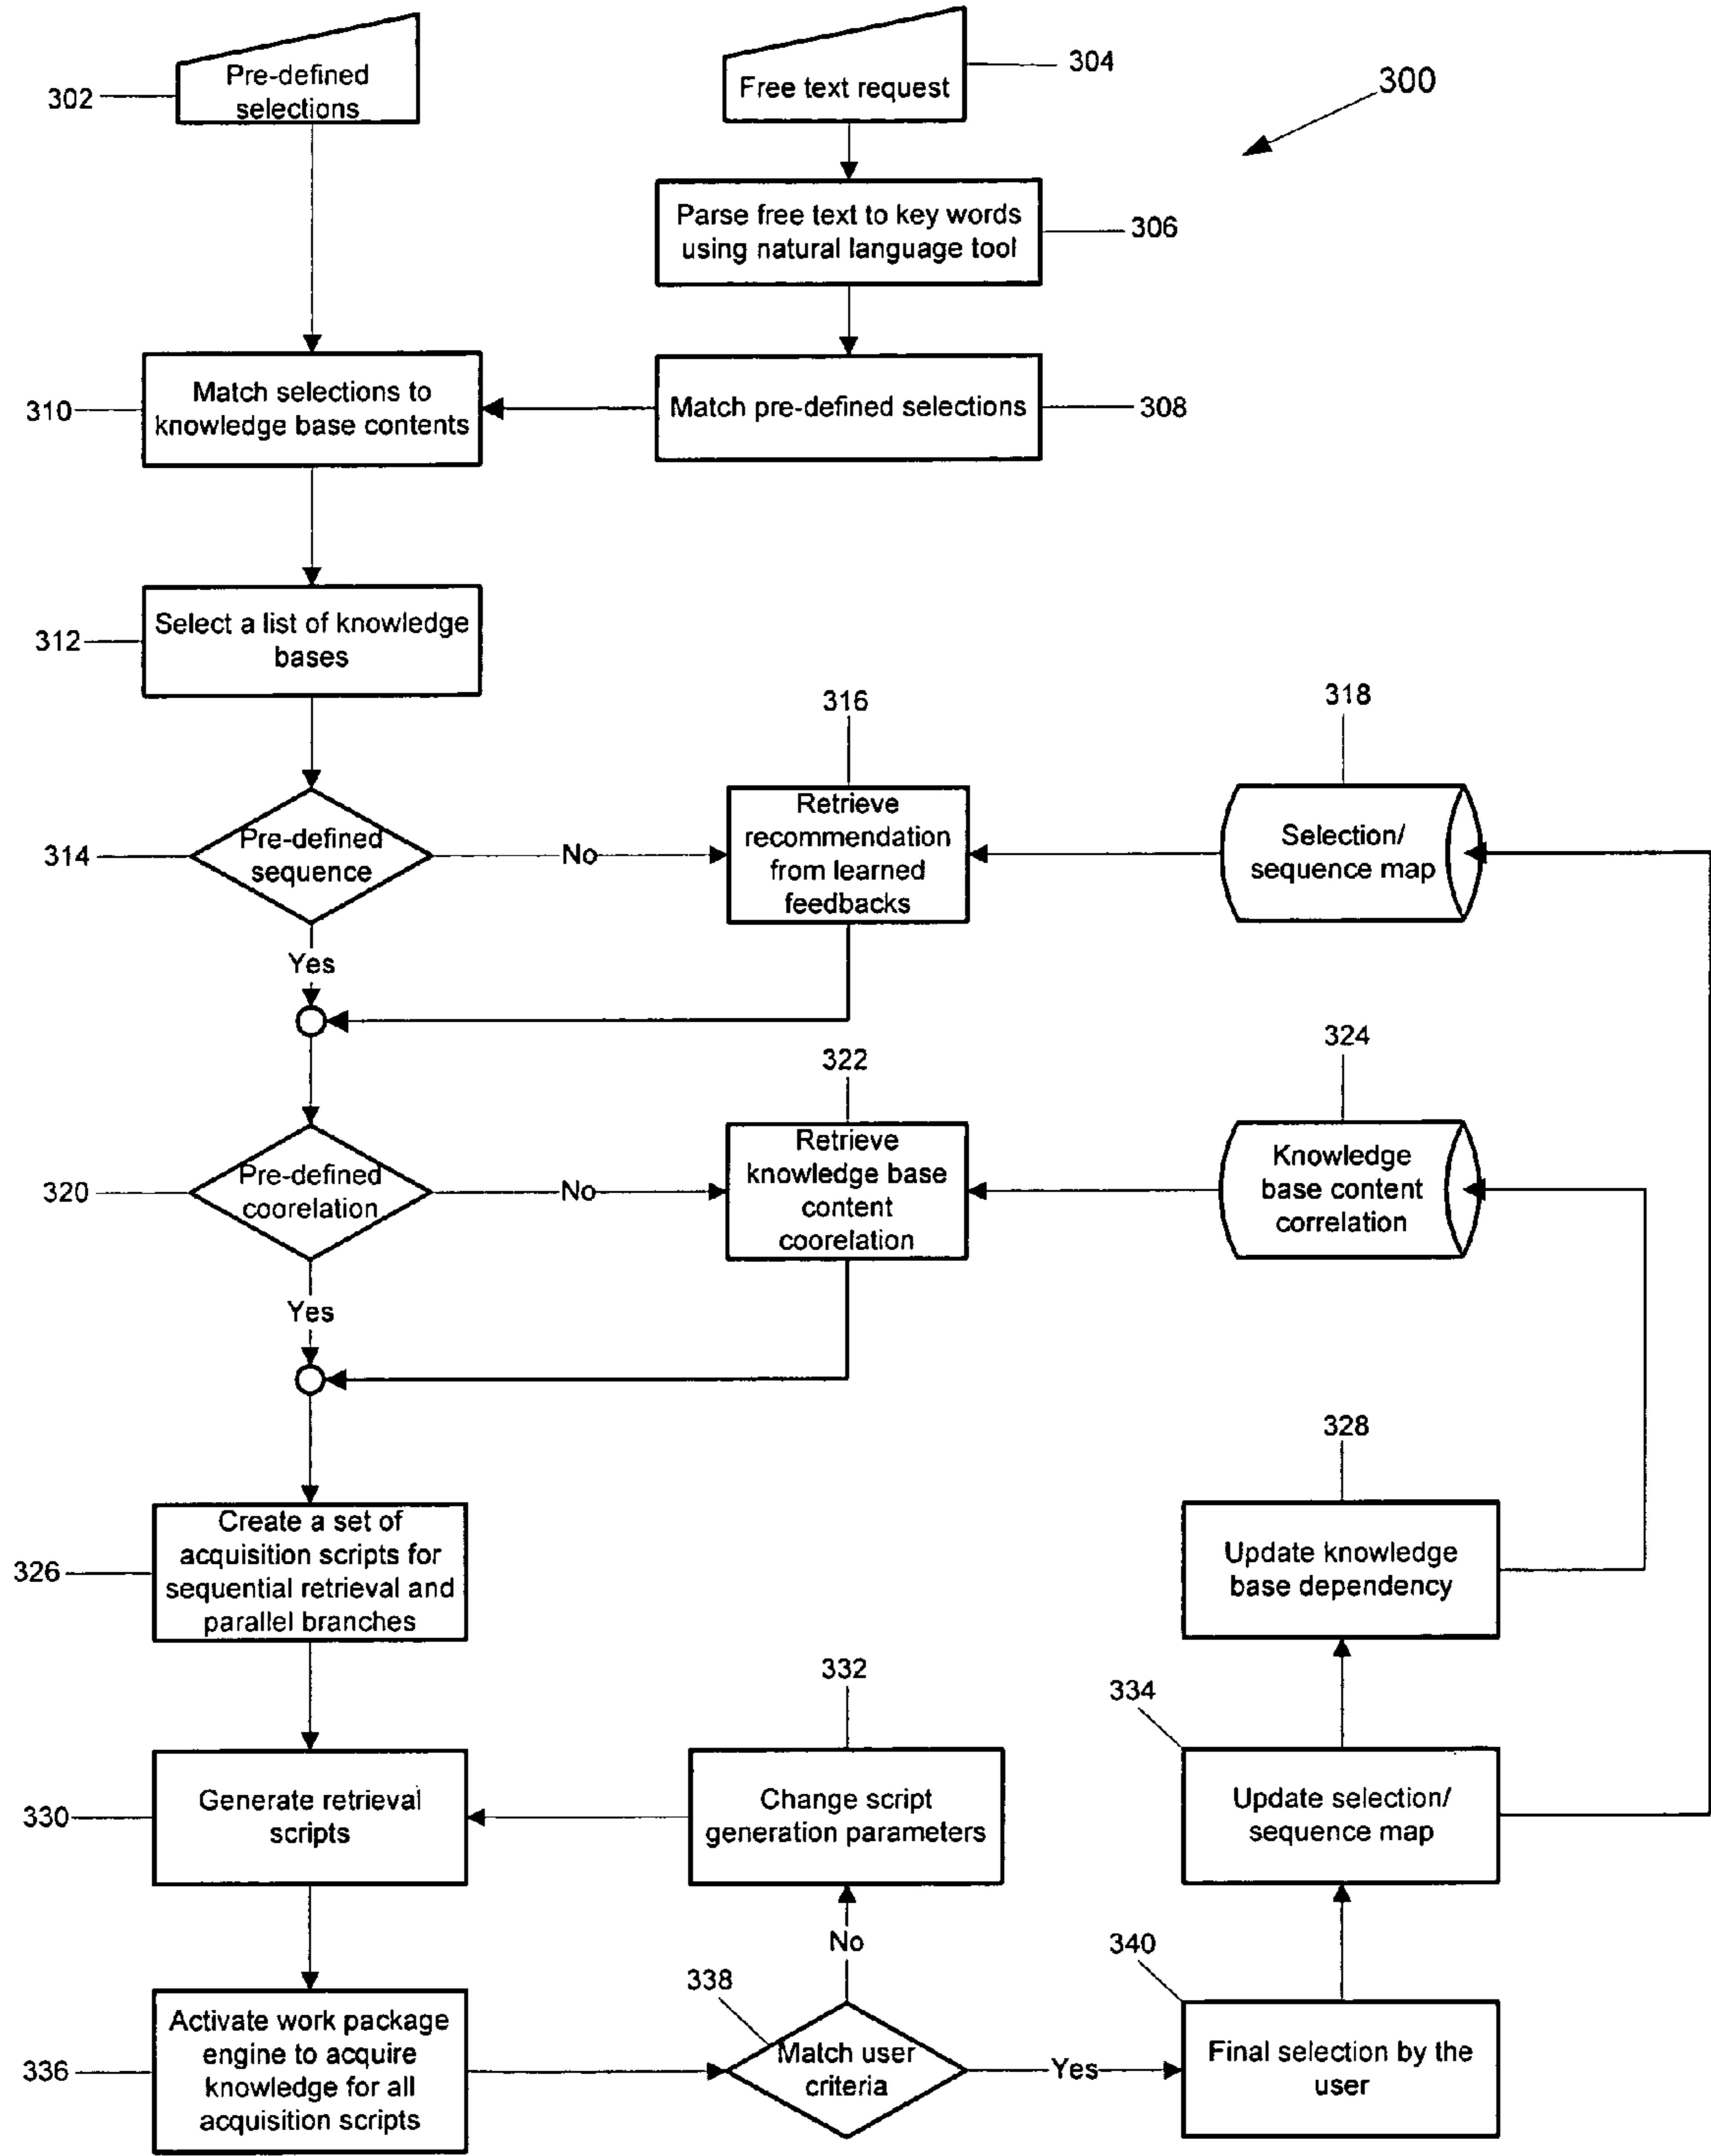 Pre-defined
selections
302
Free text request
304
300
Parse free text to key words
using natural language tool
306
Match selections to
knowledge base contents
310
Match pre-defined selections
308
Select a list of knowledge
bases
312
316
318
Pre-defined
sequence
314
No
Retrieve
recommendation
from learned
feedbacks
Selection/
sequence map
Yes
322
324
Pre-defined
coorelation
320
No
Retrieve
knowledge base
content
coorelation
Knowledge
base content
correlation
Yes
328
Create a set of
acquisition scripts for
sequential retrieval and
parallel branches
326
Update knowledge
base dependency
332
334
Generate retrieval
scripts
330
Change script
generation parameters
Update selection/
sequence map
No
338
340
Activate work package
engine to acquire
knowledge for all
acquisition scripts
336
Match user
criteria
Yes
Final selection by the
user